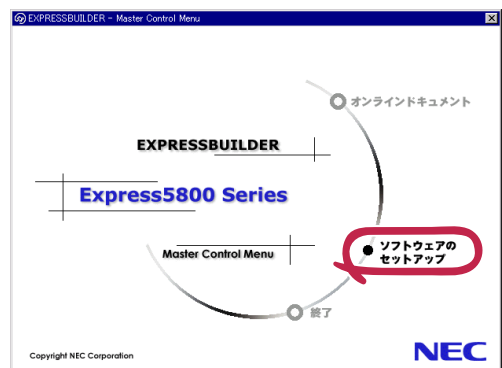 EXPRESSBUILDER - Master Control Menu
オンラインドキュメント
EXPRESSBUILDER
Express5800 Series
ソフトウェアの
セットアップ
Master Control Menu
終了
Copyright NEC Corporation
NEC